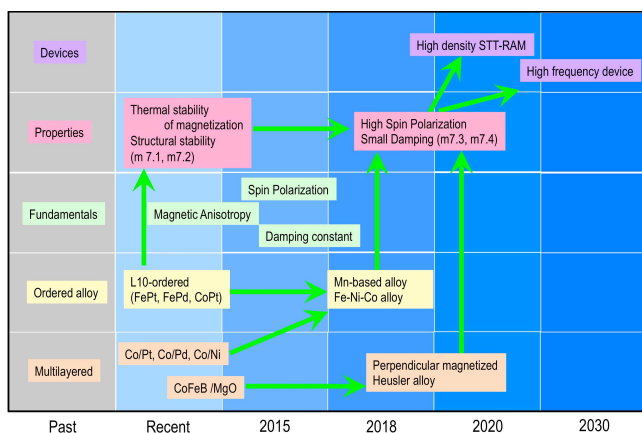 Devices
High density STT-RAM
High frequency device
Properties
Thermal stability
of magnetization
Structural stability
(m 7.1, m7.2)
High Spin Polarization
Small Damping (m7.3, m7.4)
Fundamentals
Spin Polarization
Magnetic Anisotropy
Damping constant
Ordered alloy
L10-ordered
(FePt, FePd, CoPt)
Mn-based alloy
Fe-Ni-Co alloy
Multilayered
Co/Pt, Co/Pd, Co/Ni
CoFeB /MgO
Perpendicular magnetized
Heusler alloy
Past Recent 2015 2018 2020 2030